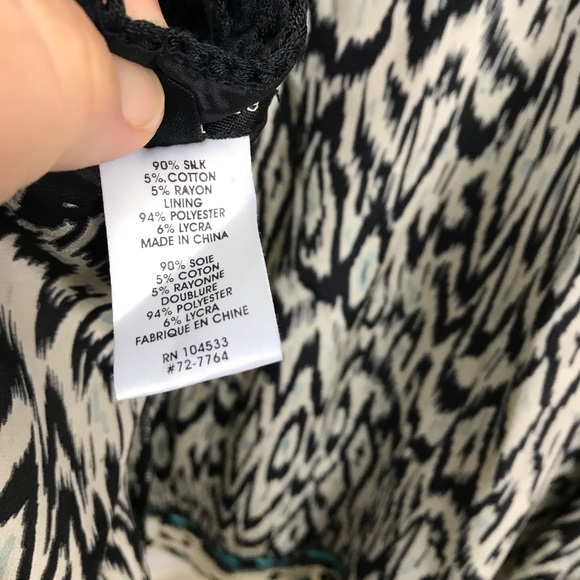 90% SILK
5% COTTON
5% RAYON
LINING
94% POLYESTER
6% LYCRA
MADE IN CHINA
90% SOIE
5% COTON
5% RAYONNE
DOUBLURE
94% POLYESTER
6% LYCRA
FABRIQUE EN CHINE
RN 104533
#72-7764